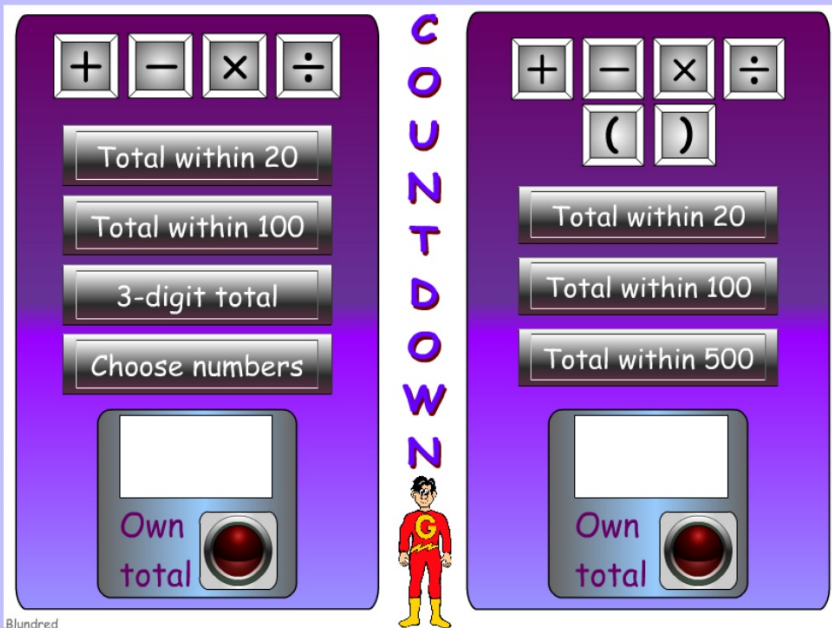 + − × ÷
Total within 20
Total within 100
3-digit total
Choose numbers
Own
total
COUNTDOWN
G
+ − × ÷
( )
Total within 20
Total within 100
Total within 500
Own
total
Blundred